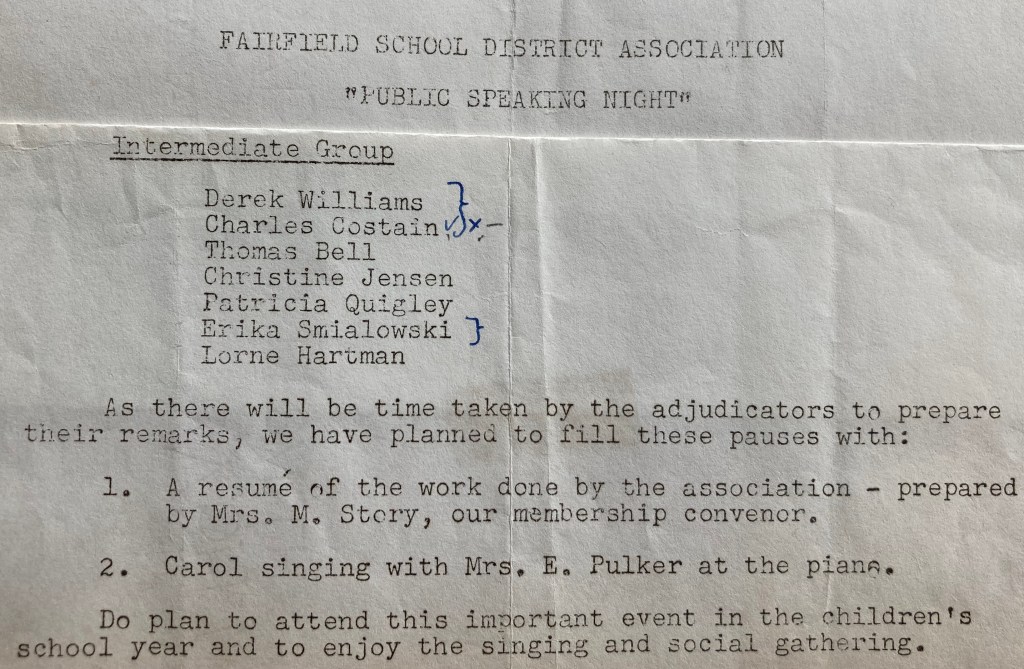 FAIRFIELD SCHOOL DISTRICT ASSOCIATION
"PUBLIC SPEAKING NIGHT"
Intermediate Group
Derek Williams
Charles Costain
Thomas Bell
Christine Jensen
Patricia Quigley
Erika Smialowski
Lorne Hartman
As there will be time taken by the adjudicators to prepare
their remarks, we have planned to fill these pauses with:
1. A resumé of the work done by the association - prepared
by Mrs. M. Story, our membership convenor.
2. Carol singing with Mrs. E. Pulker at the piano.
Do plan to attend this important event in the children's
school year and to enjoy the singing and social gathering.